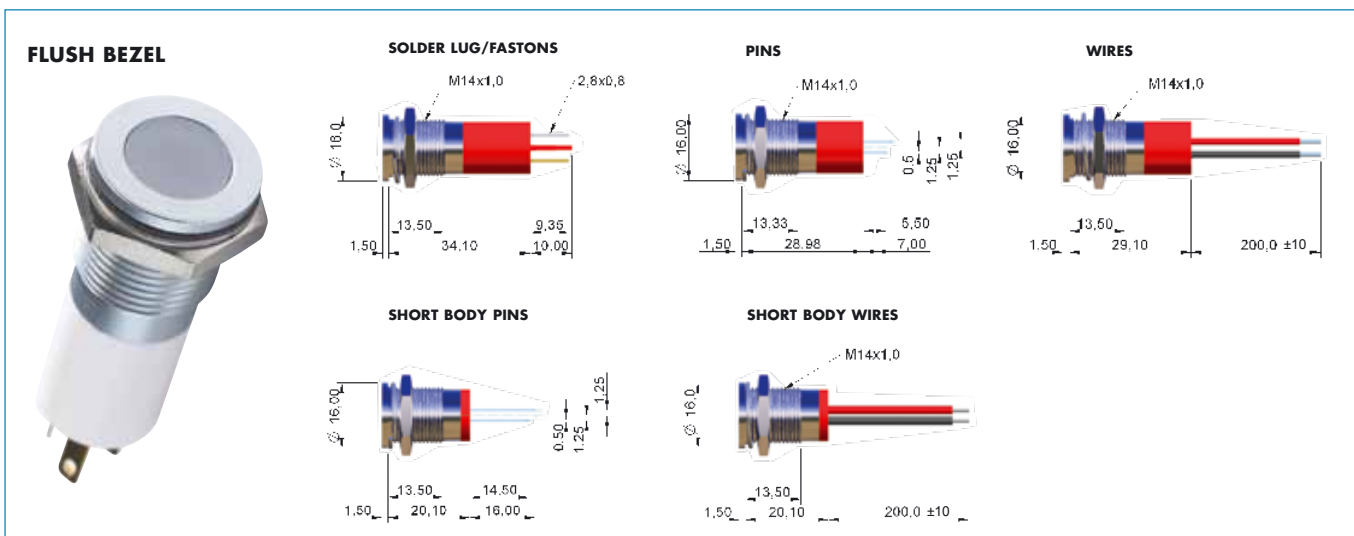 FLUSH BEZEL
SOLDER LUG/FASTONS
M14x1,0
2,8x0,8
Ø 16,0
13,50
9,35
1,50
34,10
10,00
PINS
M14x1,0
Ø 16,00
0,5
1,25
1,25
13,33
5,50
1,50
28,98
7,00
WIRES
M14x1,0
Ø 16,00
13,50
1.50
29,10
200,0 ±10
SHORT BODY PINS
Ø 16,00
1,25
0,50
1,25
13,50
14,50
1,50
20,10
16,00
SHORT BODY WIRES
M14x1,0
Ø 16,0
13,50
1,50
20,10
200,0 ±10